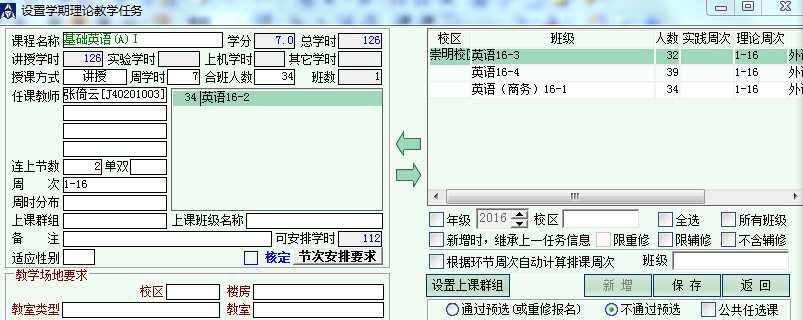 设置学期理论教学任务
课程名称 基础英语(A)I 学分 7.0 总学时 126
讲授学时 126 实验学时 上机学时 其它学时
授课方式 讲授 周学时 7 合班人数 34 班数 1
任课教师 张倚云[J40201003]
34 英语16-2
连上节数 2 单双
周 次 1-16
周时分布
上课群组 上课班级名称
备 注 可安排学时 112
适应性别 核定 节次安排要求
教学场地要求
校区 楼房
教室类型 教室
校区 班级 人数 实践周次 理论周次
崇明校区 英语16-3 32 1-16
英语16-4 39 1-16
英语（商务）16-1 34 1-16
年级 2016 校区 全选 所有班级
新增时，继承上一任务信息 限重修 限辅修 不含辅修
根据环节周次自动计算排课周次 班级
设置上课群组 新增 保存 返回
通过预选(或重修报名) 不通过预选 公共任选课